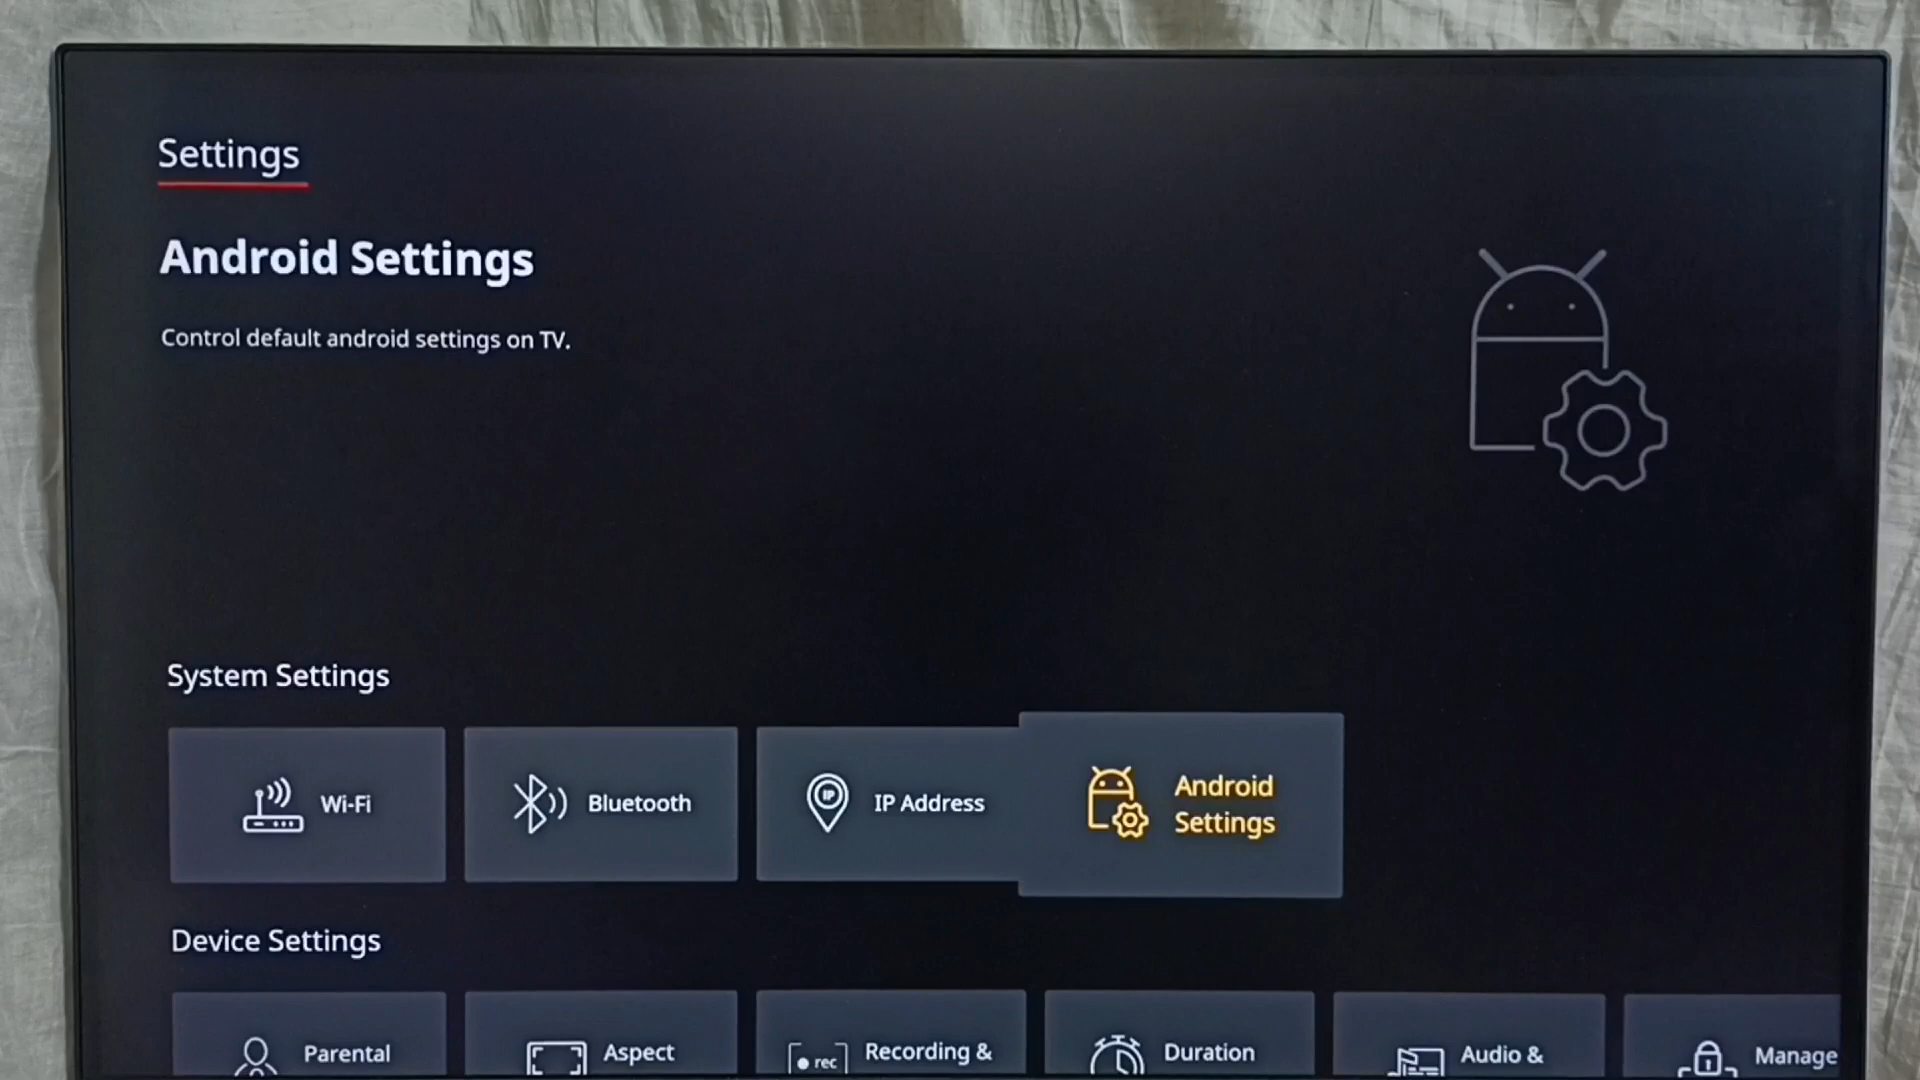 Settings
Android Settings
Control default android settings on TV.
System Settings
Wi-Fi
Bluetooth
IP
IP Address
Android
Settings
Device Settings
Parental
Aspect
rec
Recording &
Duration
Audio &
Manage